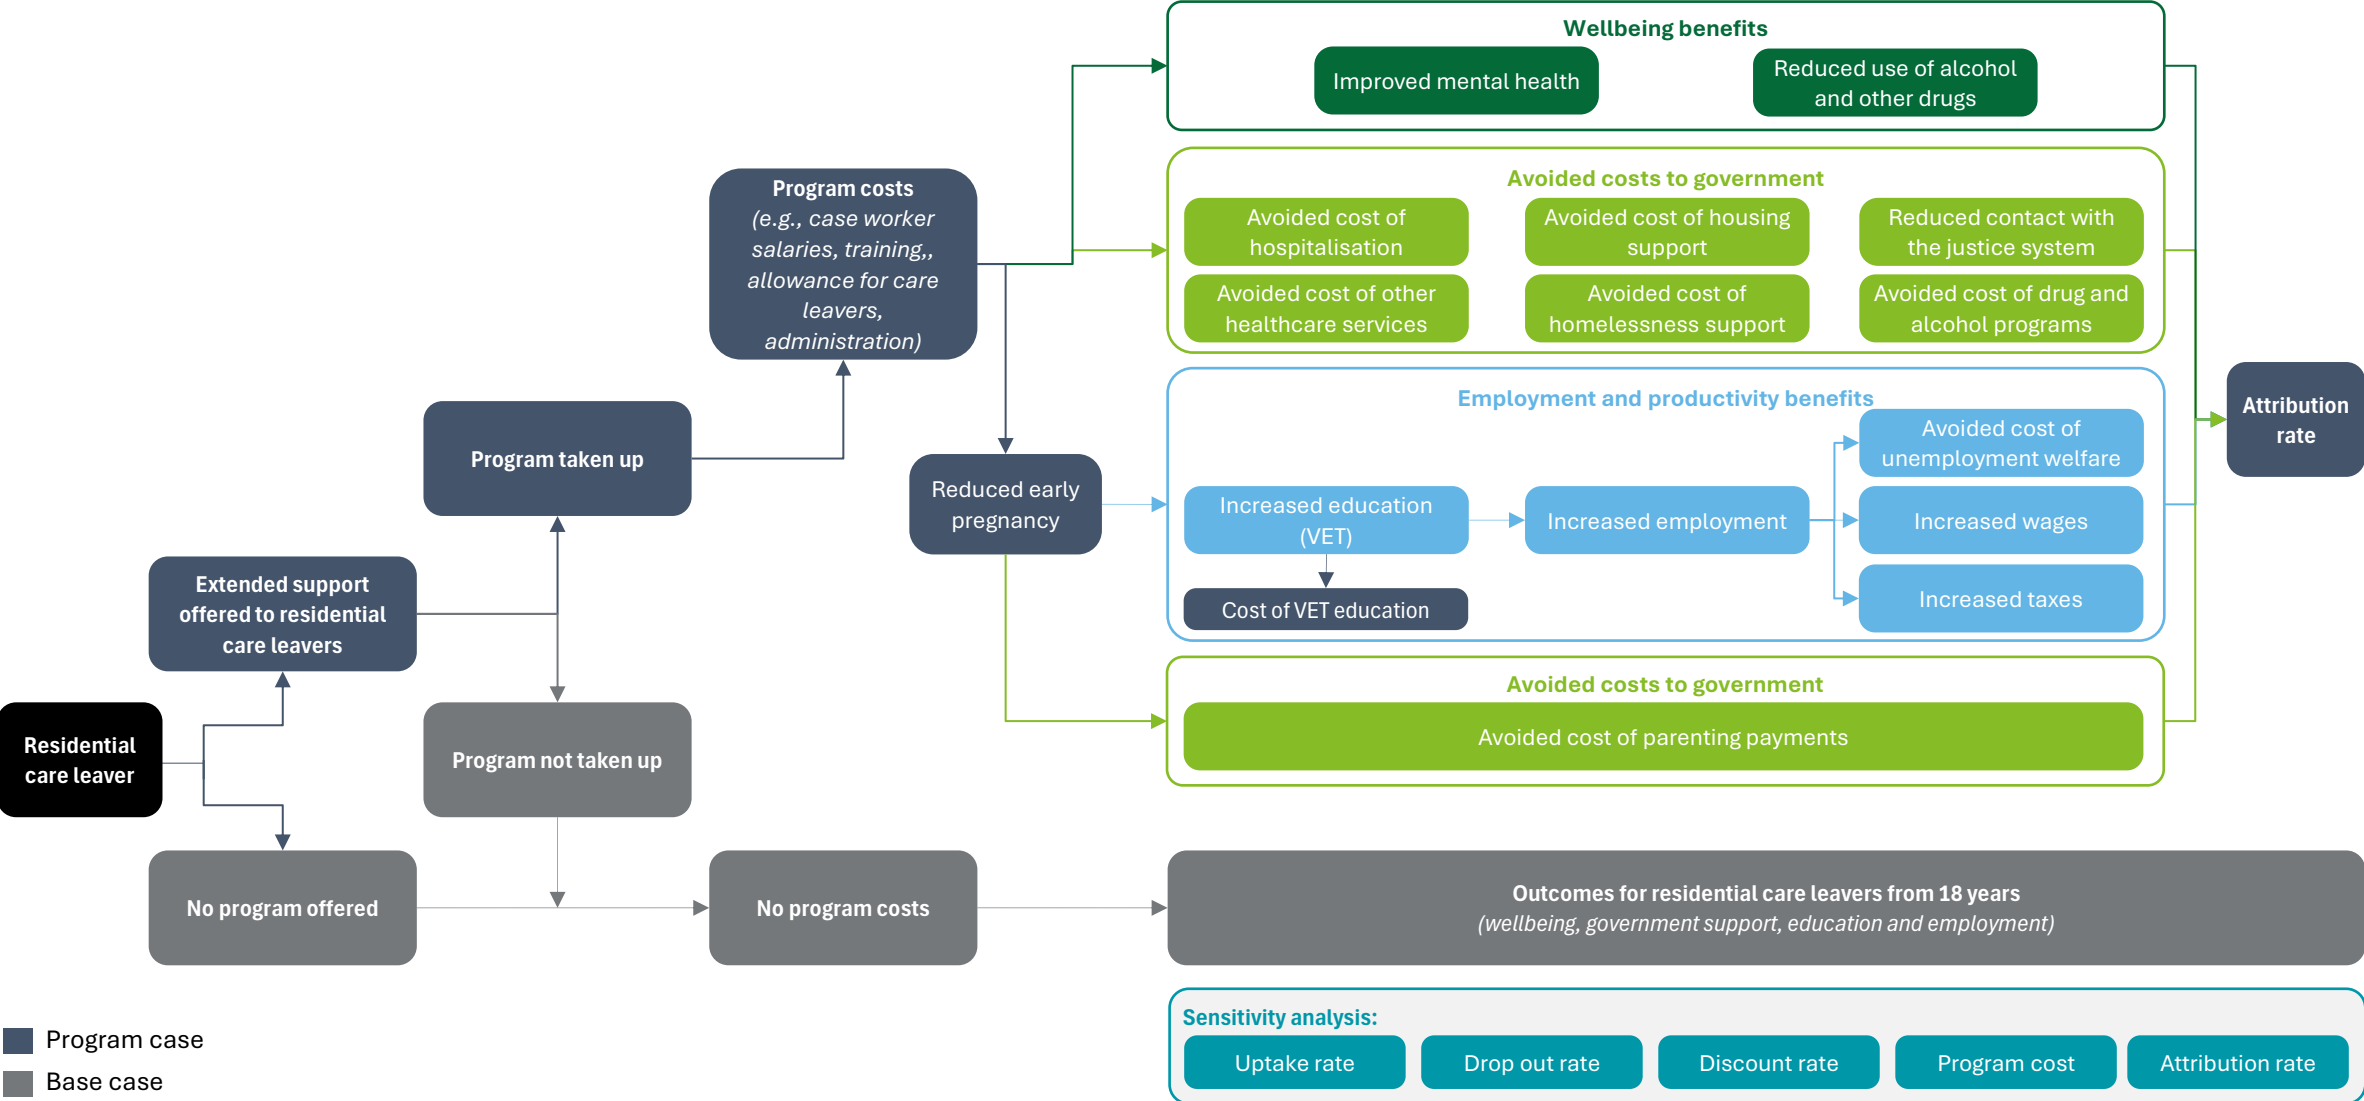 Wellbeing benefits
Improved mental health
Reduced use of alcohol
and other drugs
Program costs
(e.g., case worker
salaries, training,,
allowance for care
leavers,
administration)
Avoided costs to government
Avoided cost of
hospitalisation
Avoided cost of housing
support
Reduced contact with
the justice system
Avoided cost of other
healthcare services
Avoided cost of
homelessness support
Avoided cost of drug and
alcohol programs
Employment and productivity benefits
Avoided cost of
unemployment welfare
Attribution
rate
Program taken up
Reduced early
pregnancy
Increased education
(VET)
Increased employment
Increased wages
Cost of VET education
Increased taxes
Extended support
offered to residential
care leavers
Avoided costs to government
Avoided cost of parenting payments
Residential
care leaver
Program not taken up
No program offered
No program costs
Outcomes for residential care leavers from 18 years
(wellbeing, government support, education and employment)
Sensitivity analysis:
Uptake rate
Drop out rate
Discount rate
Program cost
Attribution rate
Program case
Base case